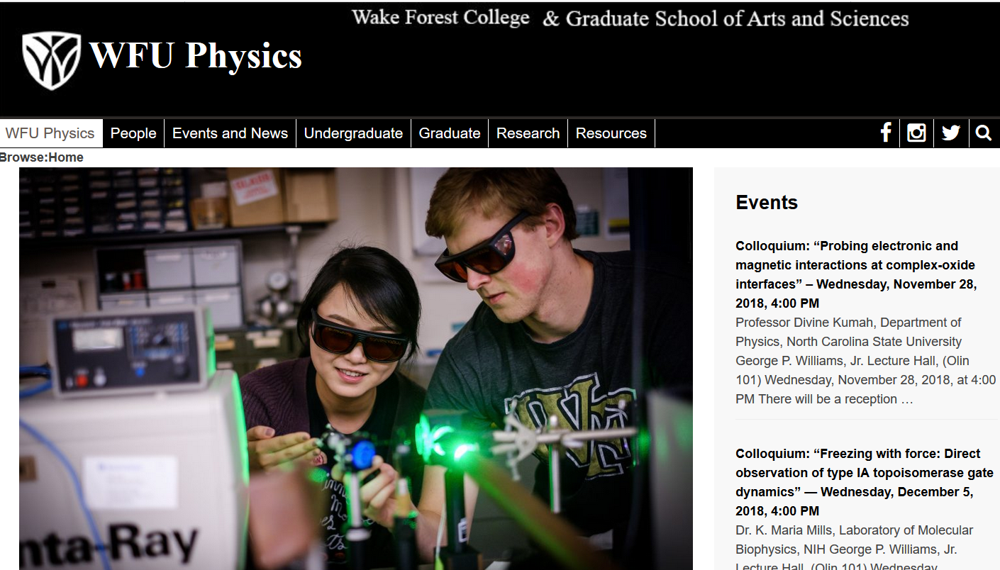 Wake Forest College & Graduate School of Arts and Sciences
WFU Physics
WFU Physics People Events and News Undergraduate Graduate Research Resources
Browse:Home
Events
Colloquium: “Probing electronic and
magnetic interactions at complex-oxide
interfaces” – Wednesday, November 28,
2018, 4:00 PM
Professor Divine Kumah, Department of
Physics, North Carolina State University
George P. Williams, Jr. Lecture Hall, (Olin
101) Wednesday, November 28, 2018, at 4:00
PM There will be a reception …
Colloquium: “Freezing with force: Direct
observation of type IA topoisomerase gate
dynamics” — Wednesday, December 5,
2018, 4:00 PM
Dr. K. Maria Mills, Laboratory of Molecular
Biophysics, NIH George P. Williams, Jr.
Lecture Hall, (Olin 101) Wednesday
WF
nta-Ray